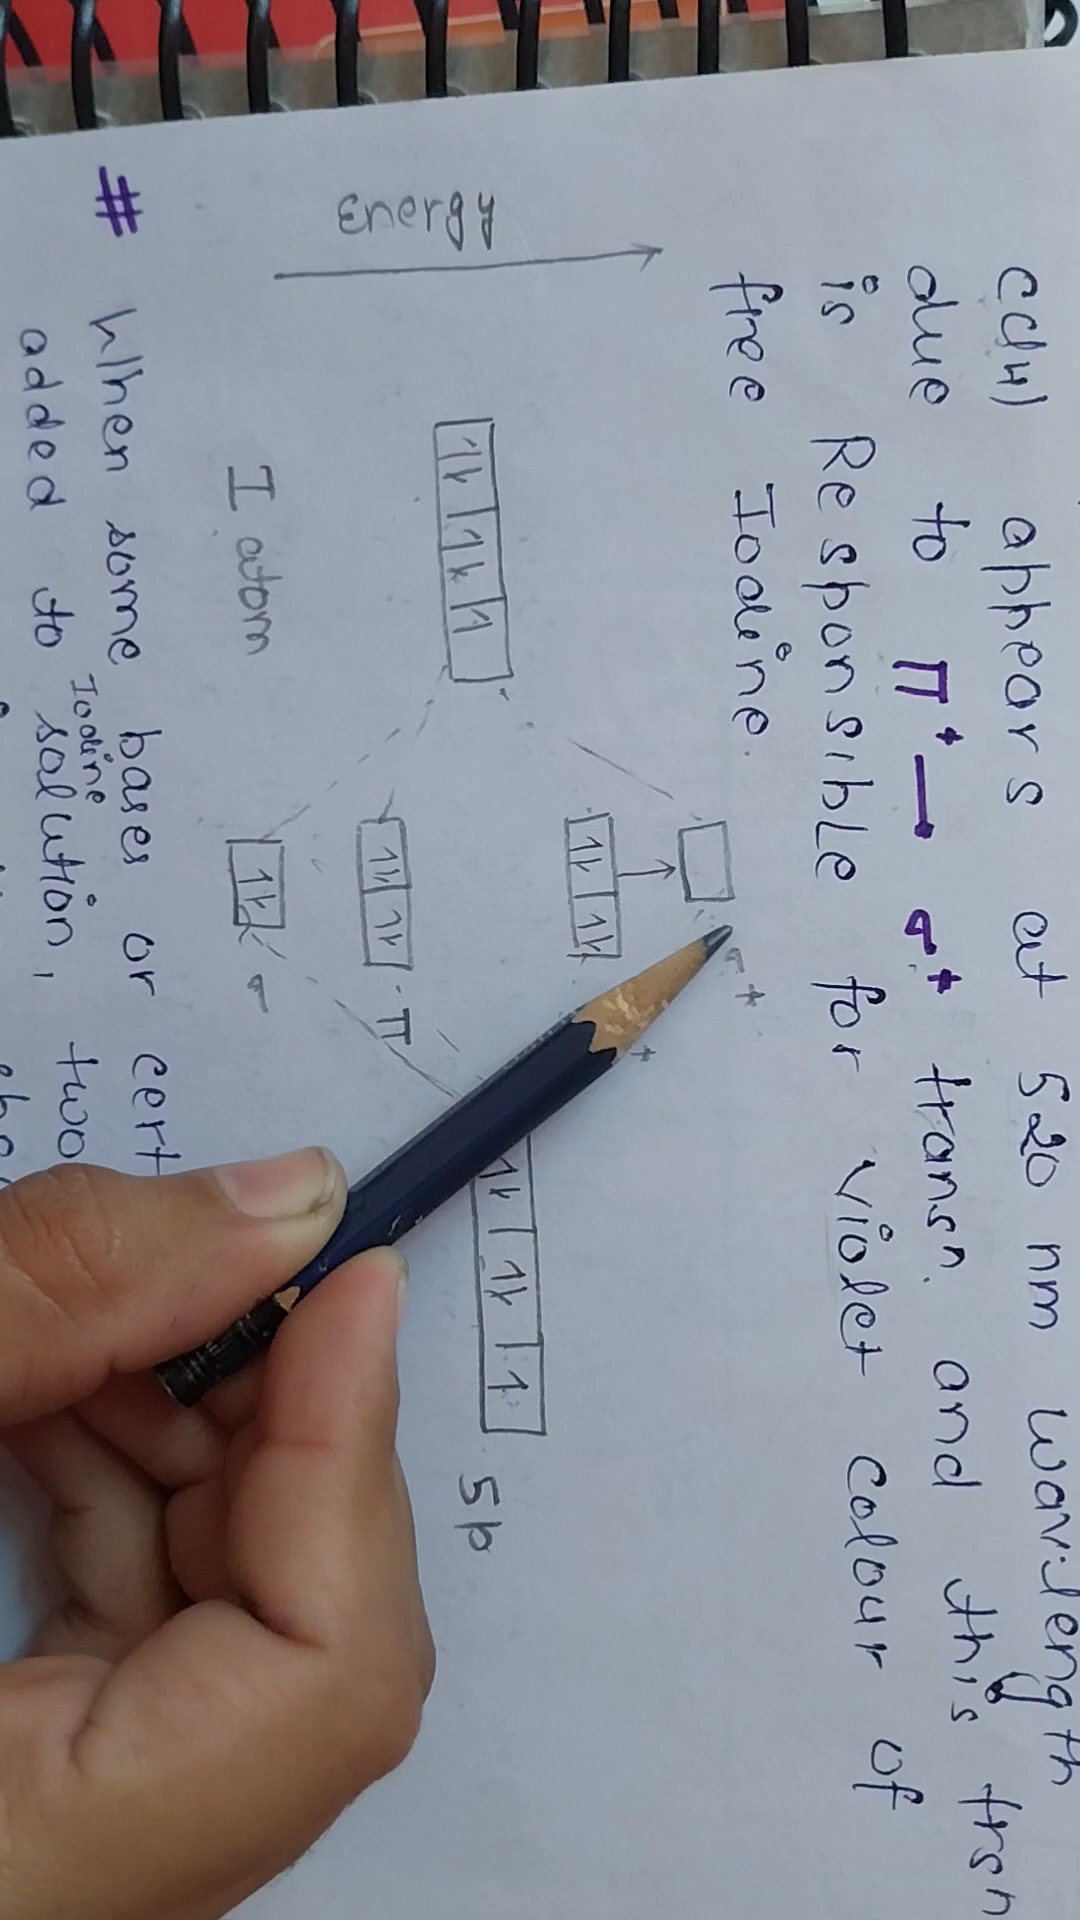 CCl4) appears at 520 nm wavelength
due to π* — σ* transn. and this trsn
is Responsible for violet colour of
free Iodine.
Energy
σ*
*
5p
π
σ
I atom
# When some bases or cert
added to Iodine solution, two